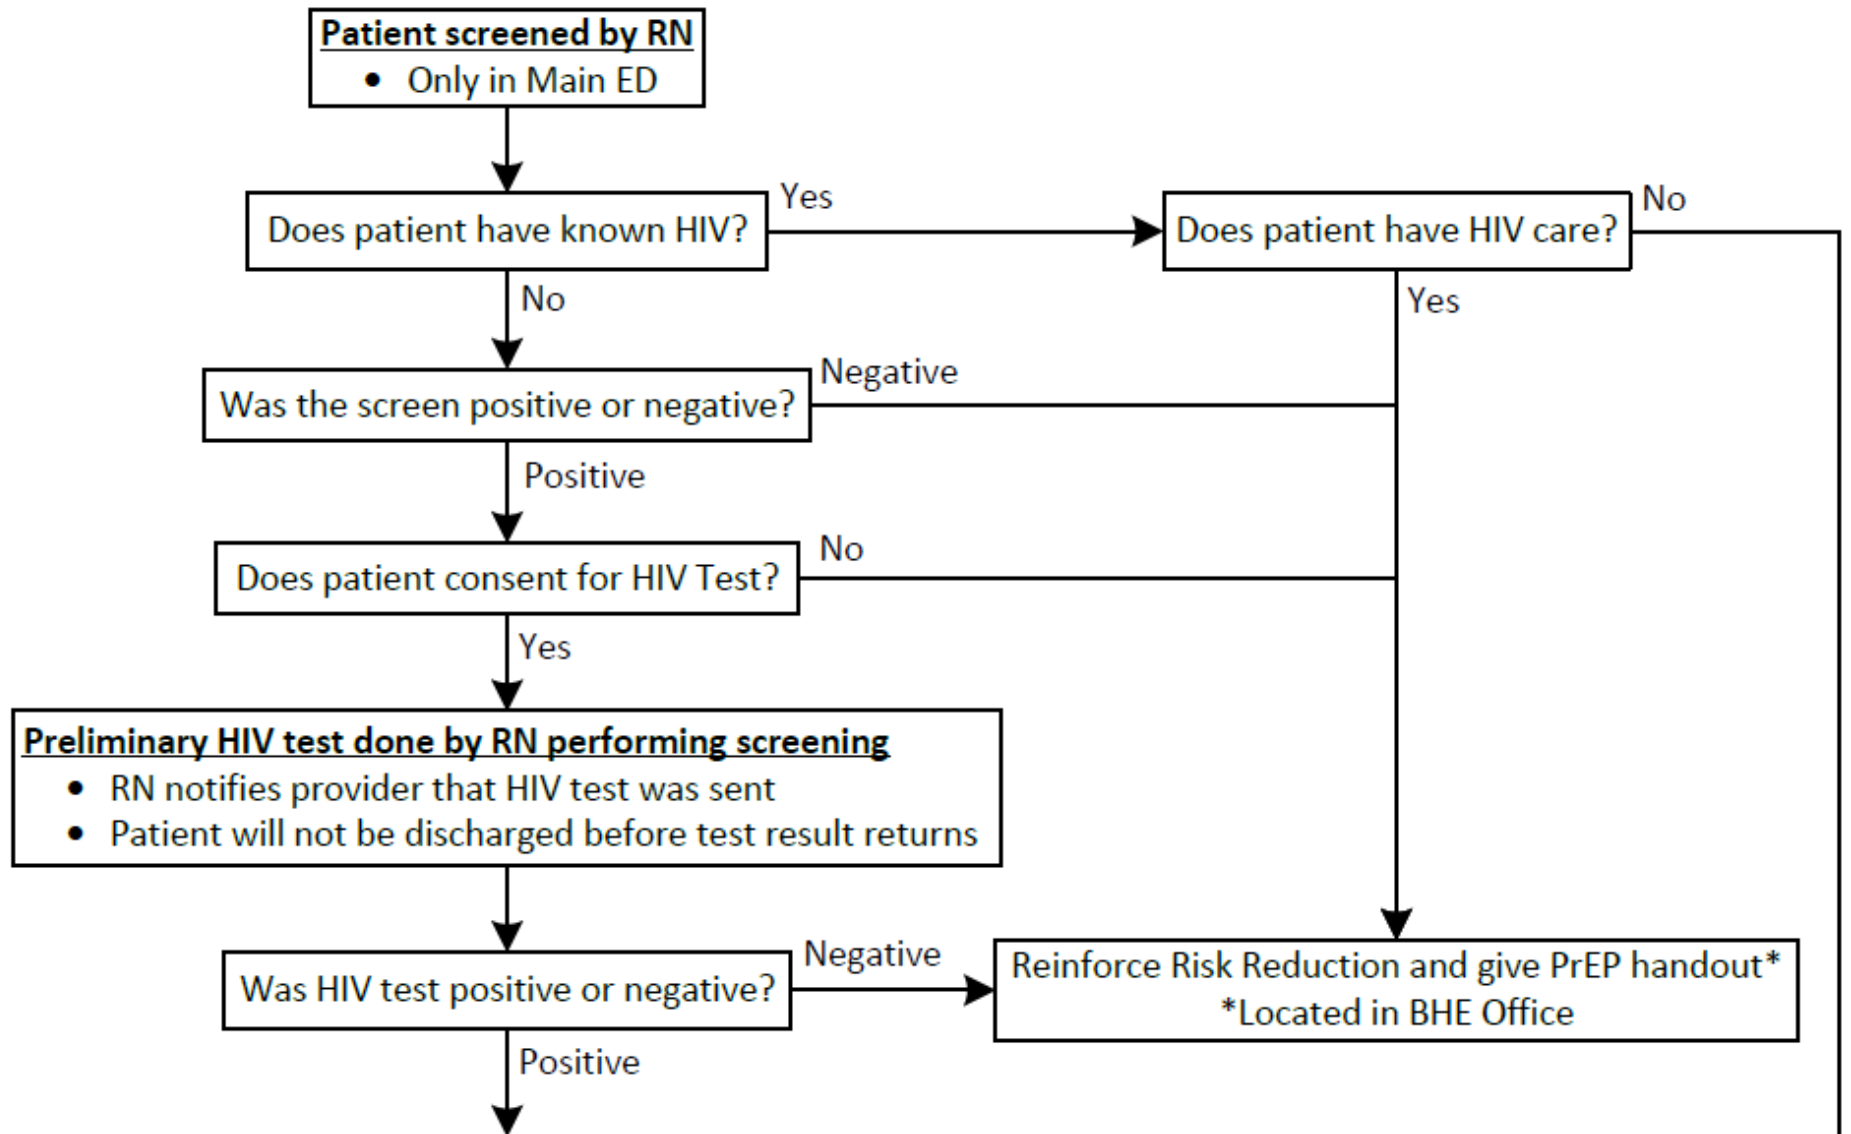 Patient screened by RN
• Only in Main ED
Does patient have known HIV?
Yes
Does patient have HIV care?
No
No
Yes
Was the screen positive or negative?
Negative
Positive
Does patient consent for HIV Test?
No
Yes
Preliminary HIV test done by RN performing screening
• RN notifies provider that HIV test was sent
• Patient will not be discharged before test result returns
Was HIV test positive or negative?
Negative
Reinforce Risk Reduction and give PrEP handout*
*Located in BHE Office
Positive